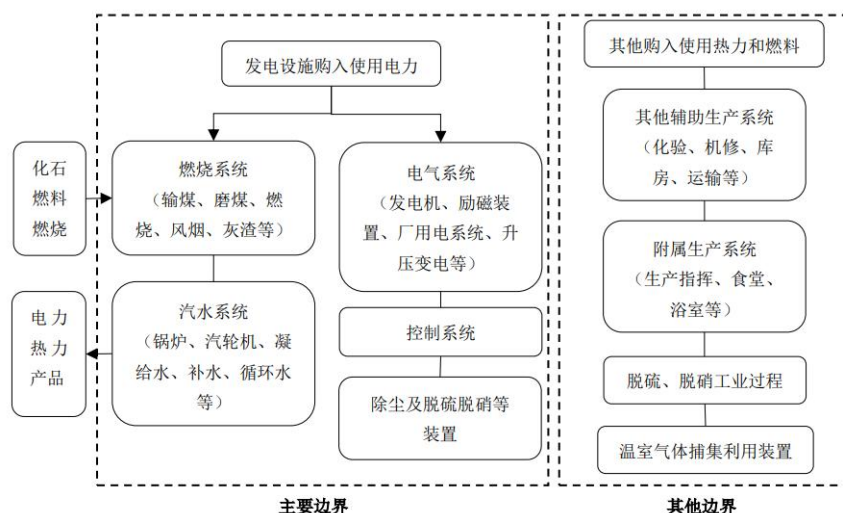 发电设施购入使用电力
化石
燃料
燃烧
燃烧系统
（输煤、磨煤、燃
烧、风烟、灰渣等）
电气系统
（发电机、励磁装
置、厂用电系统、升
压变电等）
电力
热力
产品
汽水系统
（锅炉、汽轮机、凝
给水、补水、循环水
等）
控制系统
除尘及脱硫脱硝等
装置
主要边界
其他购入使用热力和燃料
其他辅助生产系统
（化验、机修、库
房、运输等）
附属生产系统
（生产指挥、食堂、
浴室等）
脱硫、脱硝工业过程
温室气体捕集利用装置
其他边界